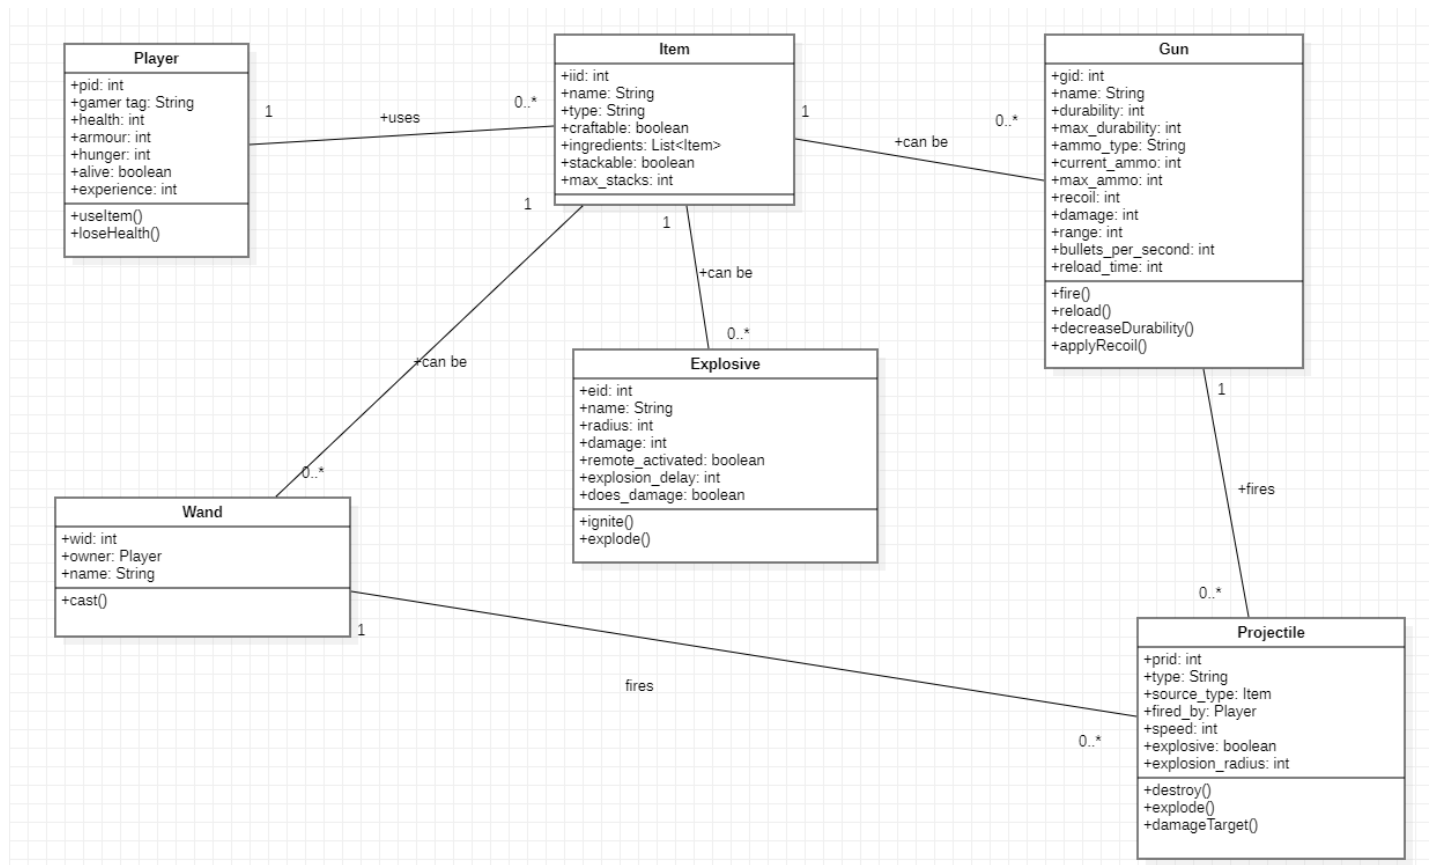 Player
+pid: int
+gamer tag: String
+health: int
+armour: int
+hunger: int
+alive: boolean
+experience: int
+useItem()
+loseHealth()
1
+uses
0..*
Item
+iid: int
+name: String
+type: String
+craftable: boolean
+ingredients: List<Item>
+stackable: boolean
+max_stacks: int
1
+can be
0..*
Gun
+gid: int
+name: String
+durability: int
+max_durability: int
+ammo_type: String
+current_ammo: int
+max_ammo: int
+recoil: int
+damage: int
+range: int
+bullets_per_second: int
+reload_time: int
+fire()
+reload()
+decreaseDurability()
+applyRecoil()
1
+can be
0..*
1
+can be
0..*
Explosive
+eid: int
+name: String
+radius: int
+damage: int
+remote_activated: boolean
+explosion_delay: int
+does_damage: boolean
+ignite()
+explode()
Wand
+wid: int
+owner: Player
+name: String
+cast()
1
fires
0..*
1
+fires
0..*
Projectile
+prid: int
+type: String
+source_type: Item
+fired_by: Player
+speed: int
+explosive: boolean
+explosion_radius: int
+destroy()
+explode()
+damageTarget()